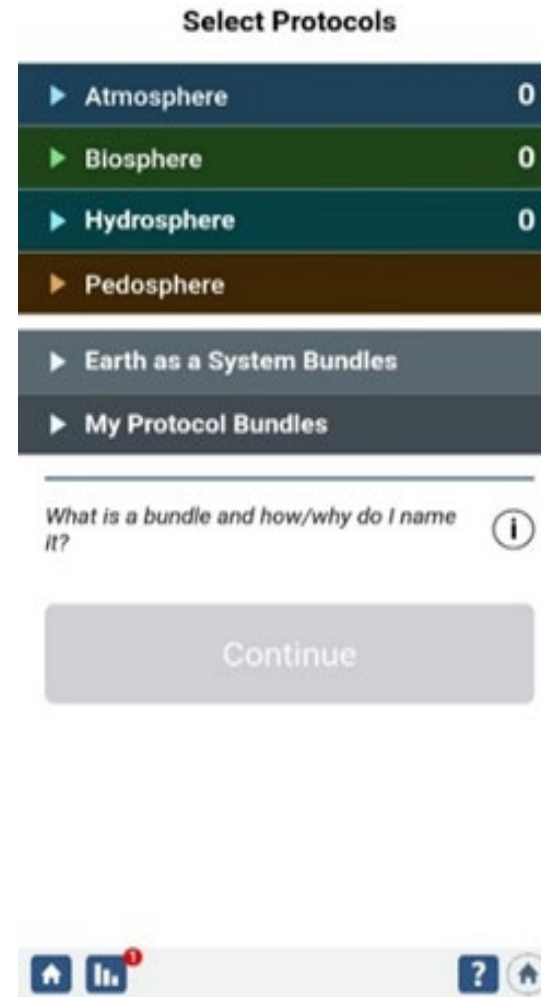 Select Protocols
Atmosphere 0
Biosphere 0
Hydrosphere 0
Pedosphere
Earth as a System Bundles
My Protocol Bundles
What is a bundle and how/why do I name
it?
i
Continue
1
?